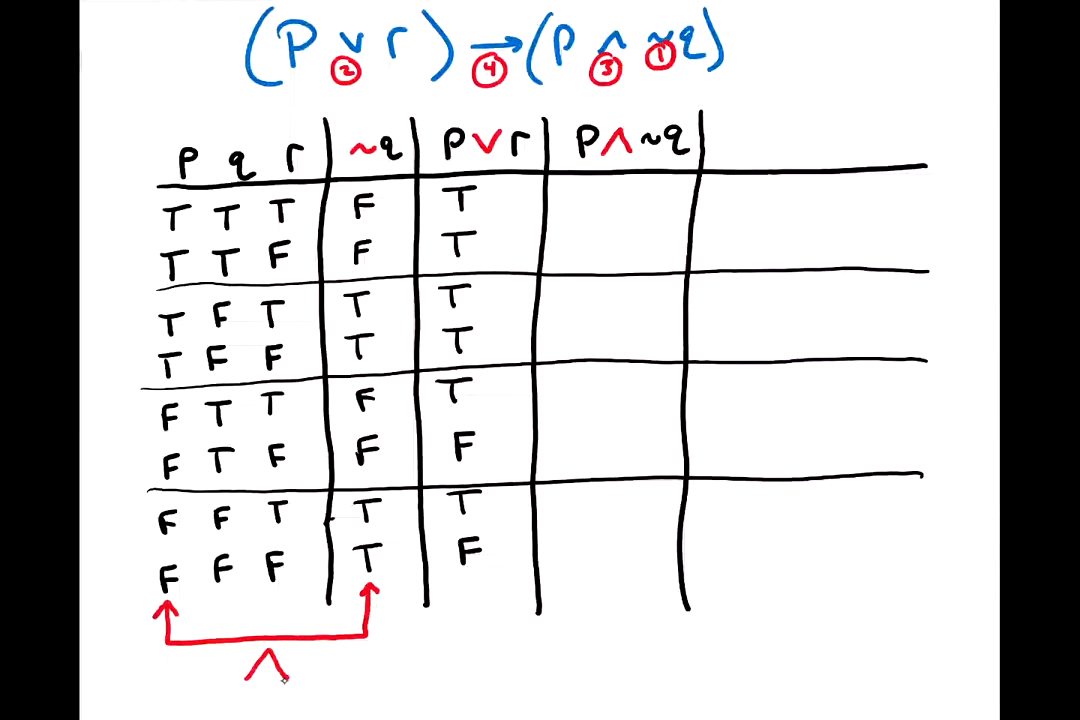 (P ∨ r) → (P ∧ ~q)
② ④ ③ ①
P q r ~q P∨r P∧~q
T T T F T
T T F F T
T F T T T
T F F T T
F T T F T
F T F F F
F F T T T
F F F T F
∧